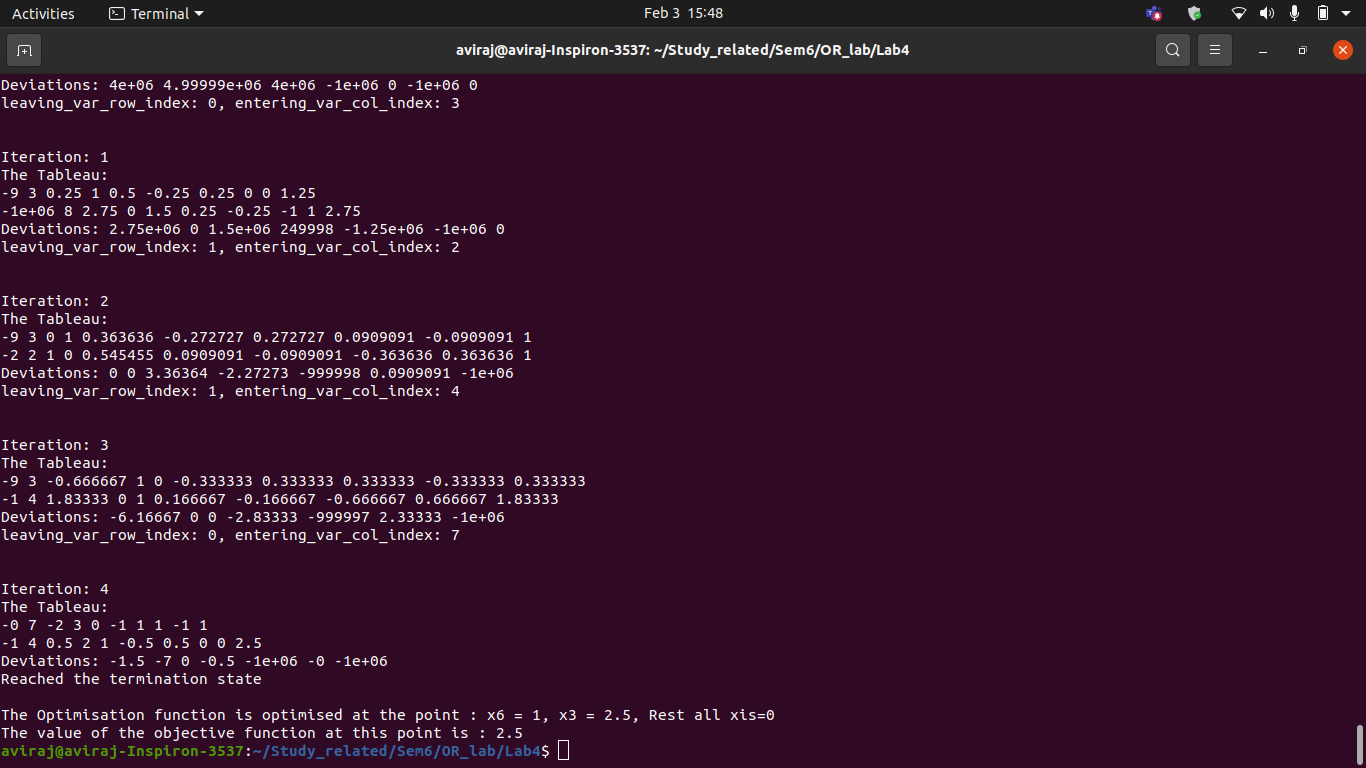 Activities Terminal Feb 3 15:48
aviraj@aviraj-Inspiron-3537: ~/Study_related/Sem6/OR_lab/Lab4
Deviations: 4e+06 4.99999e+06 4e+06 -1e+06 0 -1e+06 0
leaving_var_row_index: 0, entering_var_col_index: 3
Iteration: 1
The Tableau:
-9 3 0.25 1 0.5 -0.25 0.25 0 0 1.25
-1e+06 8 2.75 0 1.5 0.25 -0.25 -1 1 2.75
Deviations: 2.75e+06 0 1.5e+06 249998 -1.25e+06 -1e+06 0
leaving_var_row_index: 1, entering_var_col_index: 2
Iteration: 2
The Tableau:
-9 3 0 1 0.363636 -0.272727 0.272727 0.0909091 -0.0909091 1
-2 2 1 0 0.545455 0.0909091 -0.0909091 -0.363636 0.363636 1
Deviations: 0 0 3.36364 -2.27273 -999998 0.0909091 -1e+06
leaving_var_row_index: 1, entering_var_col_index: 4
Iteration: 3
The Tableau:
-9 3 -0.666667 1 0 -0.333333 0.333333 0.333333 -0.333333 0.333333
-1 4 1.83333 0 1 0.166667 -0.166667 -0.666667 0.666667 1.83333
Deviations: -6.16667 0 0 -2.83333 -999997 2.33333 -1e+06
leaving_var_row_index: 0, entering_var_col_index: 7
Iteration: 4
The Tableau:
-0 7 -2 3 0 -1 1 1 -1 1
-1 4 0.5 2 1 -0.5 0.5 0 0 2.5
Deviations: -1.5 -7 0 -0.5 -1e+06 -0 -1e+06
Reached the termination state
The Optimisation function is optimised at the point : x6 = 1, x3 = 2.5, Rest all xis=0
The value of the objective function at this point is : 2.5
aviraj@aviraj-Inspiron-3537:~/Study_related/Sem6/OR_lab/Lab4$